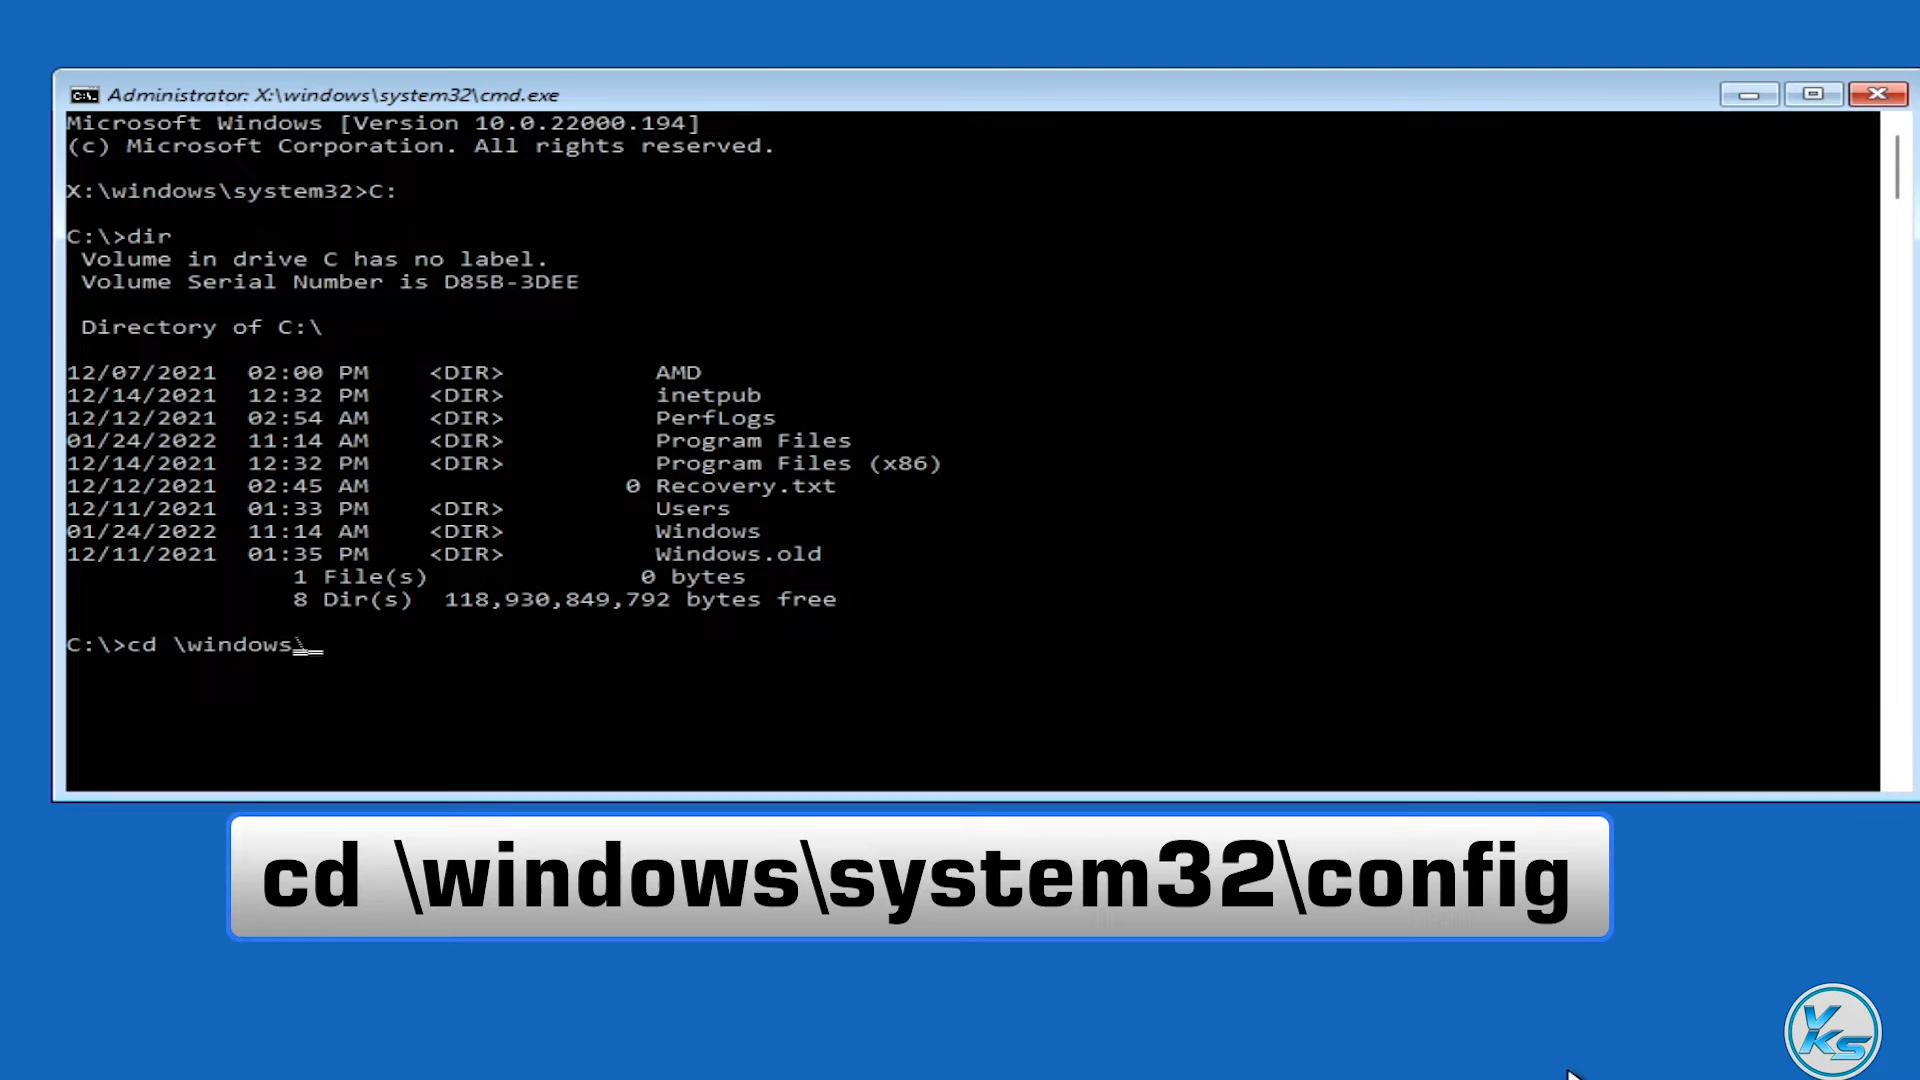 Administrator: X:\windows\system32\cmd.exe
Microsoft Windows [Version 10.0.22000.194]
(c) Microsoft Corporation. All rights reserved.
X:\windows\system32>C:
C:\>dir
Volume in drive C has no label.
Volume Serial Number is D85B-3DEE
Directory of C:\
12/07/2021 02:00 PM <DIR> AMD
12/14/2021 12:32 PM <DIR> inetpub
12/12/2021 02:54 AM <DIR> PerfLogs
01/24/2022 11:14 AM <DIR> Program Files
12/14/2021 12:32 PM <DIR> Program Files (x86)
12/12/2021 02:45 AM 0 Recovery.txt
12/11/2021 01:33 PM <DIR> Users
01/24/2022 11:14 AM <DIR> Windows
12/11/2021 01:35 PM <DIR> Windows.old
1 File(s) 0 bytes
8 Dir(s) 118,930,849,792 bytes free
C:\>cd \windows\
cd \windows\system32\config
VKS